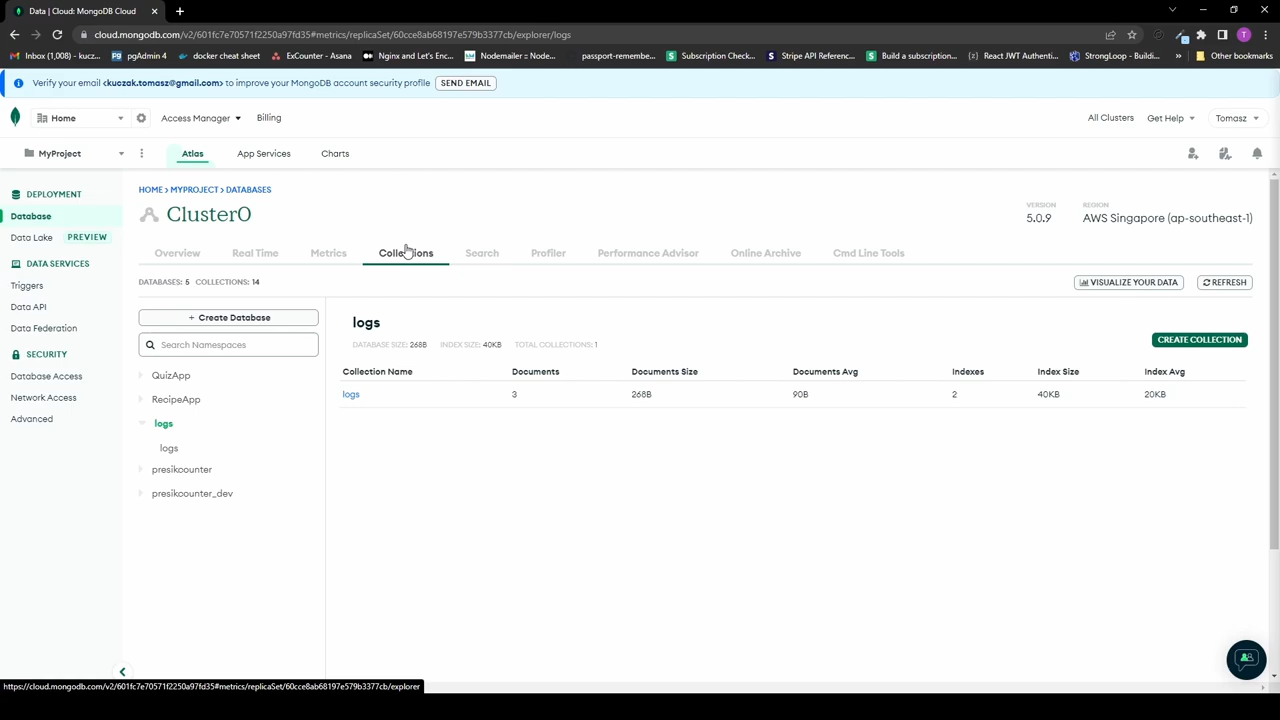 Data | Cloud: MongoDB Cloud
cloud.mongodb.com/v2/601fc7e70571f2250a97fd35#metrics/replicaSet/60cce8ab68197e579b3377cb/explorer/logs
Inbox (1,018) - kucz... pgAdmin 4 docker cheat sheet ExCounter - Asana Nginx and Let's Enc... Nodemailer :: Node... passport-remembe... Subscription Check... Stripe API Referenc... Build a subscription... React JWT Authenti... StrongLoop - Buildi... » Other bookmarks
Verify your email <kuczak.tomasz@gmail.com> to improve your MongoDB account security profile SEND EMAIL
Home Access Manager Billing All Clusters Get Help Tomasz
MyProject Atlas App Services Charts
DEPLOYMENT
Database
Data Lake PREVIEW
DATA SERVICES
Triggers
Data API
Data Federation
SECURITY
Database Access
Network Access
Advanced
HOME > MYPROJECT > DATABASES
Cluster0
VERSION
5.0.9
REGION
AWS Singapore (ap-southeast-1)
Overview Real Time Metrics Collections Search Profiler Performance Advisor Online Archive Cmd Line Tools
DATABASES: 5 COLLECTIONS: 14 VISUALIZE YOUR DATA REFRESH
+ Create Database
Search Namespaces
QuizApp
RecipeApp
logs
logs
presikcounter
presikcounter_dev
logs
DATABASE SIZE: 268B INDEX SIZE: 40KB TOTAL COLLECTIONS: 1 CREATE COLLECTION
Collection Name Documents Documents Size Documents Avg Indexes Index Size Index Avg
logs 3 268B 90B 2 40KB 20KB
https://cloud.mongodb.com/v2/601fc7e70571f2250a97fd35#metrics/replicaSet/60cce8ab68197e579b3377cb/explorer